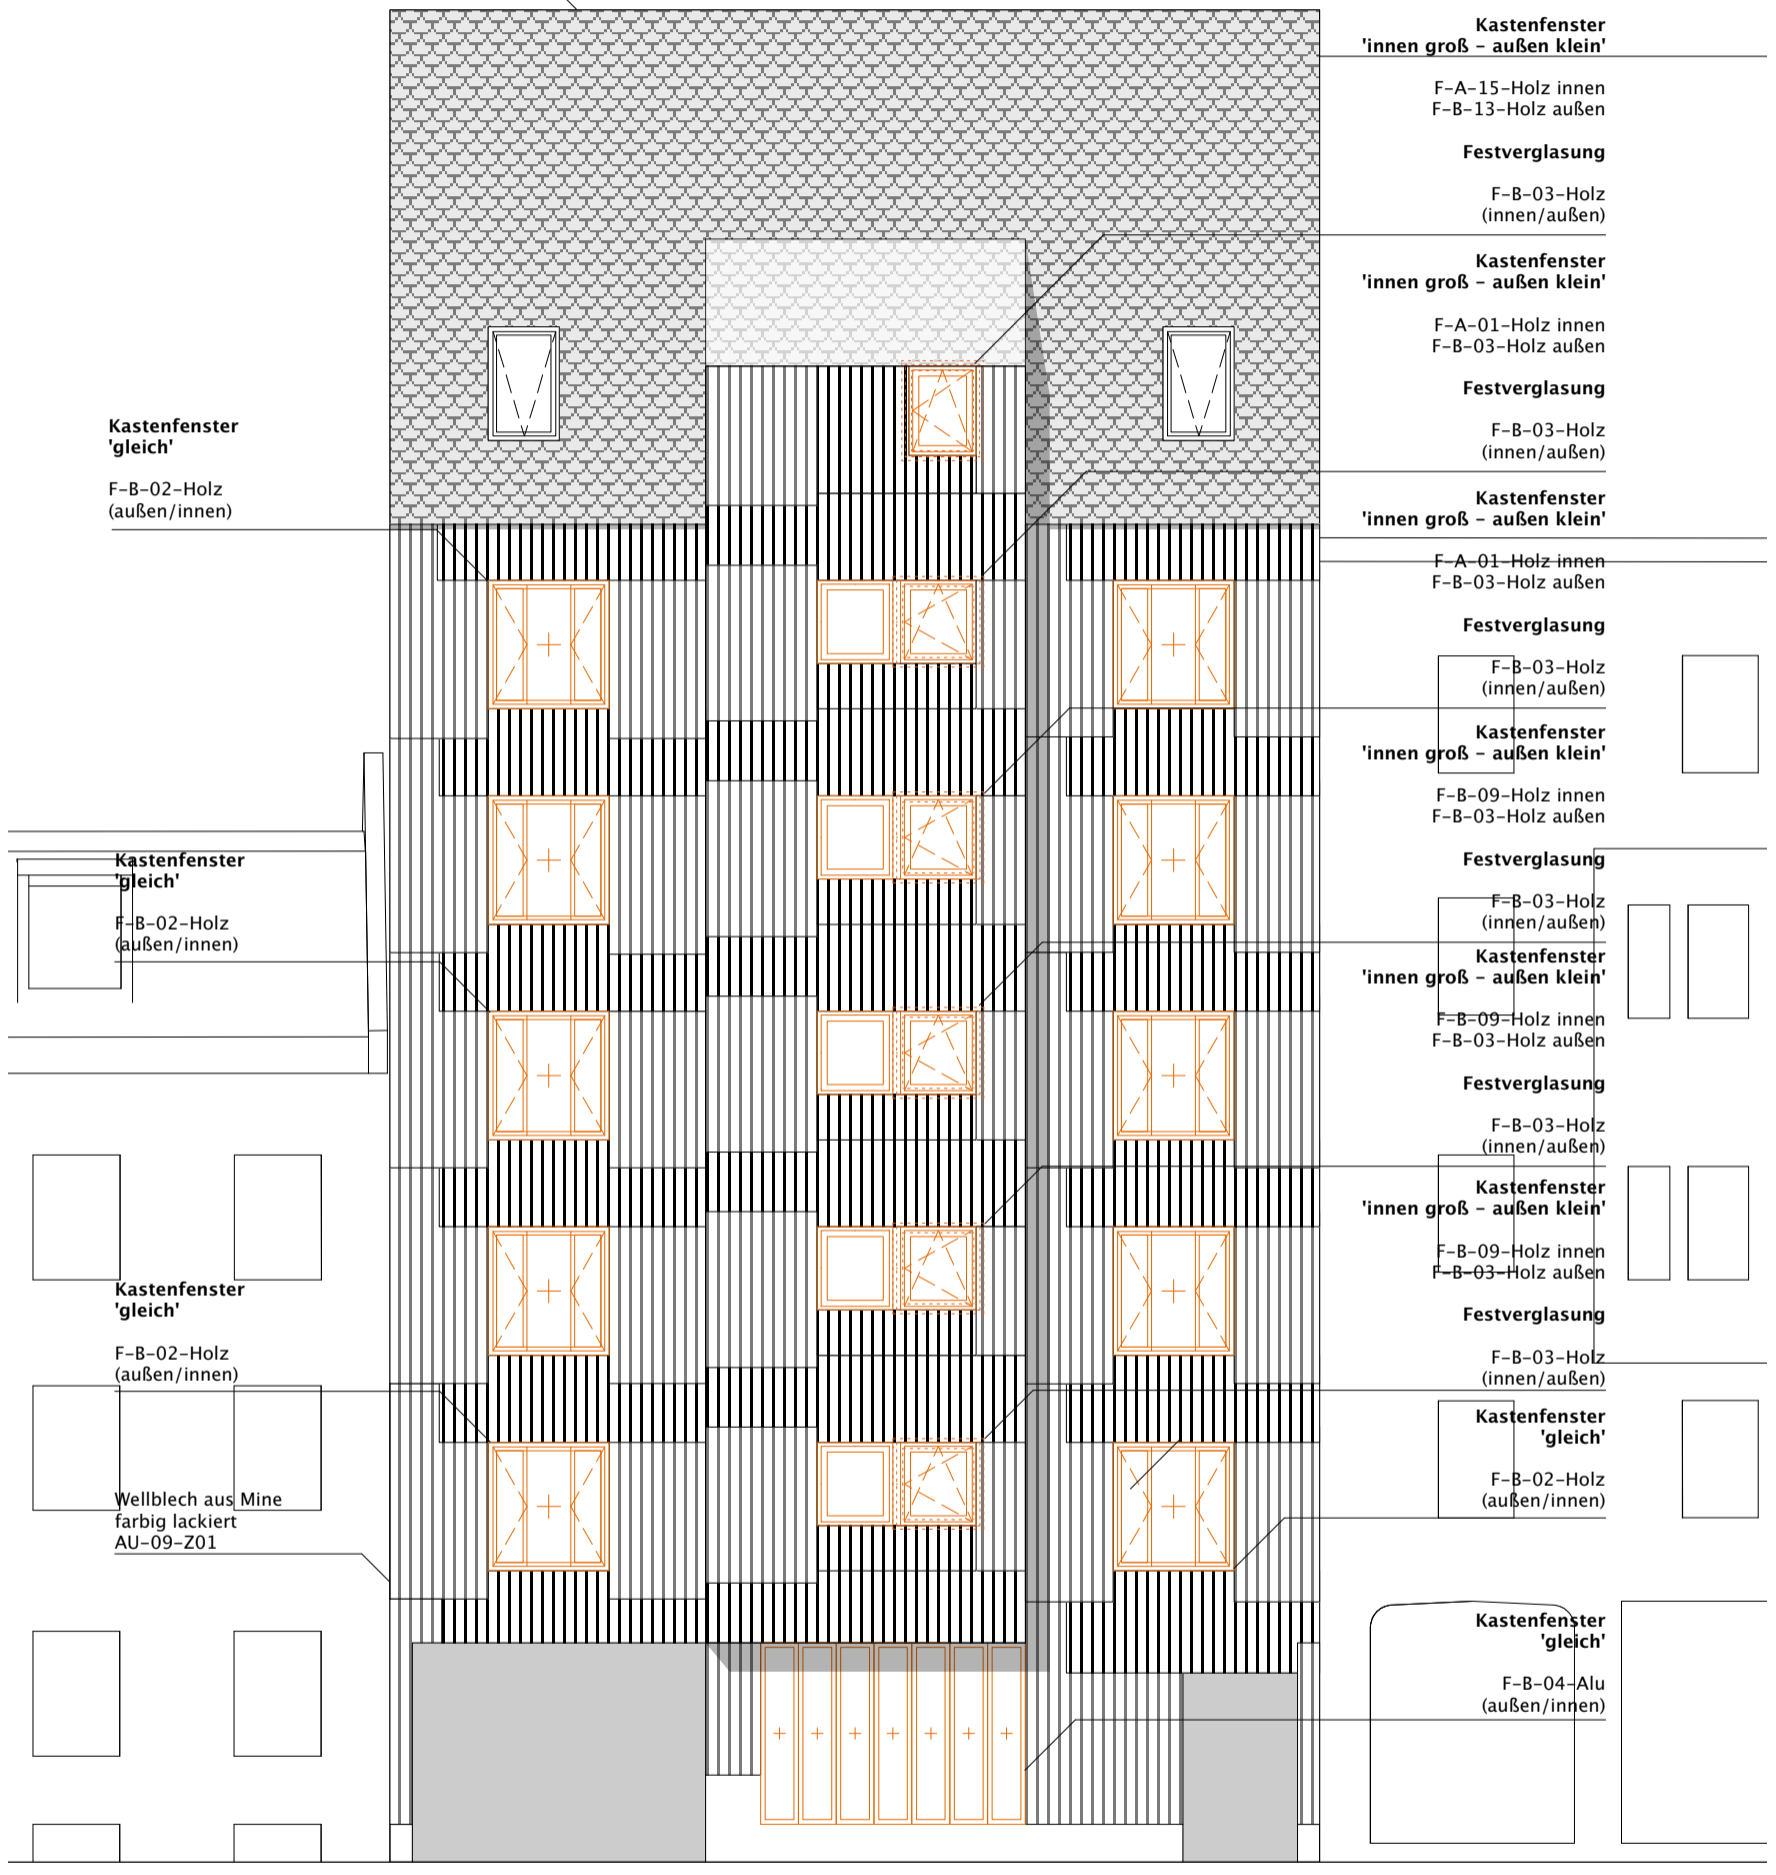 Kastenfenster
'gleich'
F-B-02-Holz
(außen/innen)
Kastenfenster
'gleich'
F-B-02-Holz
(außen/innen)
Kastenfenster
'gleich'
F-B-02-Holz
(außen/innen)
Wellblech aus Mine
farbig lackiert
AU-09-Z01
Kastenfenster
'innen groß – außen klein'
F-A-15-Holz innen
F-B-13-Holz außen
Festverglasung
F-B-03-Holz
(innen/außen)
Kastenfenster
'innen groß – außen klein'
F-A-01-Holz innen
F-B-03-Holz außen
Festverglasung
F-B-03-Holz
(innen/außen)
Kastenfenster
'innen groß – außen klein'
F-A-01-Holz innen
F-B-03-Holz außen
Festverglasung
F-B-03-Holz
(innen/außen)
Kastenfenster
'innen groß – außen klein'
F-B-09-Holz innen
F-B-03-Holz außen
Festverglasung
F-B-03-Holz
(innen/außen)
Kastenfenster
'innen groß – außen klein'
F-B-09-Holz innen
F-B-03-Holz außen
Festverglasung
F-B-03-Holz
(innen/außen)
Kastenfenster
'innen groß – außen klein'
F-B-09-Holz innen
F-B-03-Holz außen
Festverglasung
F-B-03-Holz
(innen/außen)
Kastenfenster
'gleich'
F-B-02-Holz
(außen/innen)
Kastenfenster
'gleich'
F-B-04-Alu
(außen/innen)